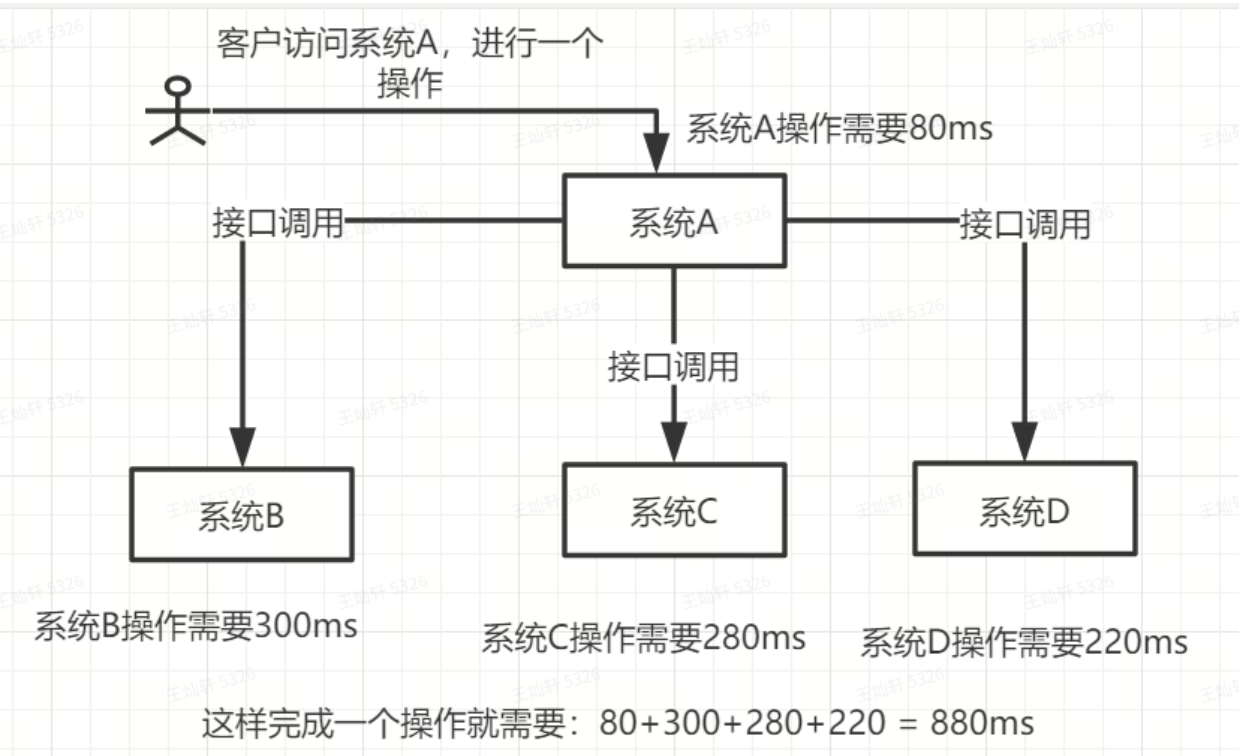 客户访问系统A，进行一个
操作
系统A操作需要80ms
系统A
接口调用
接口调用
接口调用
系统B
系统C
系统D
系统B操作需要300ms
系统C操作需要280ms
系统D操作需要220ms
这样完成一个操作就需要：80+300+280+220 = 880ms
王灿轩 5326